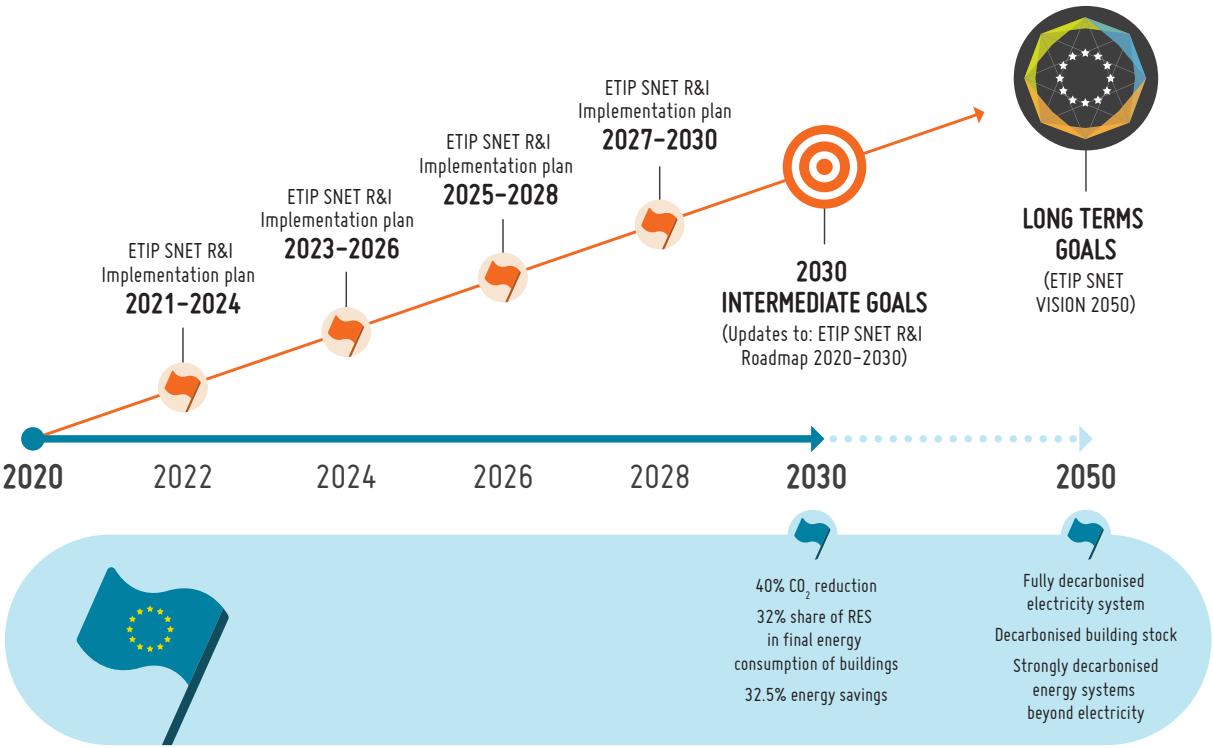 ETIP SNET R&I
Implementation plan
2021–2024
ETIP SNET R&I
Implementation plan
2023–2026
ETIP SNET R&I
Implementation plan
2025–2028
ETIP SNET R&I
Implementation plan
2027–2030
2030
INTERMEDIATE GOALS
(Updates to: ETIP SNET R&I
Roadmap 2020–2030)
LONG TERMS
GOALS
(ETIP SNET
VISION 2050)
2020
2022
2024
2026
2028
2030
2050
40% CO₂ reduction
32% share of RES
in final energy
consumption of buildings
32.5% energy savings
Fully decarbonised
electricity system
Decarbonised building stock
Strongly decarbonised
energy systems
beyond electricity